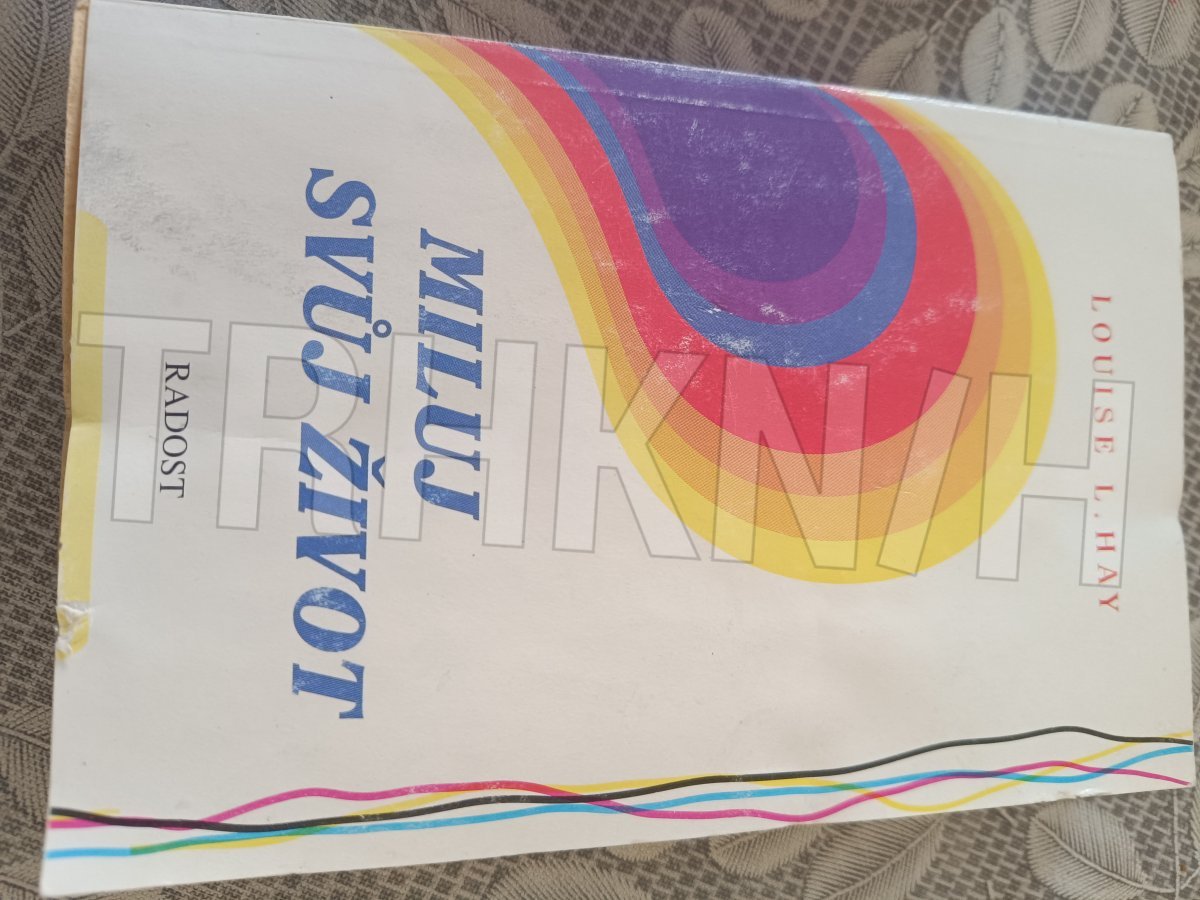 LOUISE L. HAY
MILUJ
SVŮJ ŽIVOT
RADOST
TRHKNIH